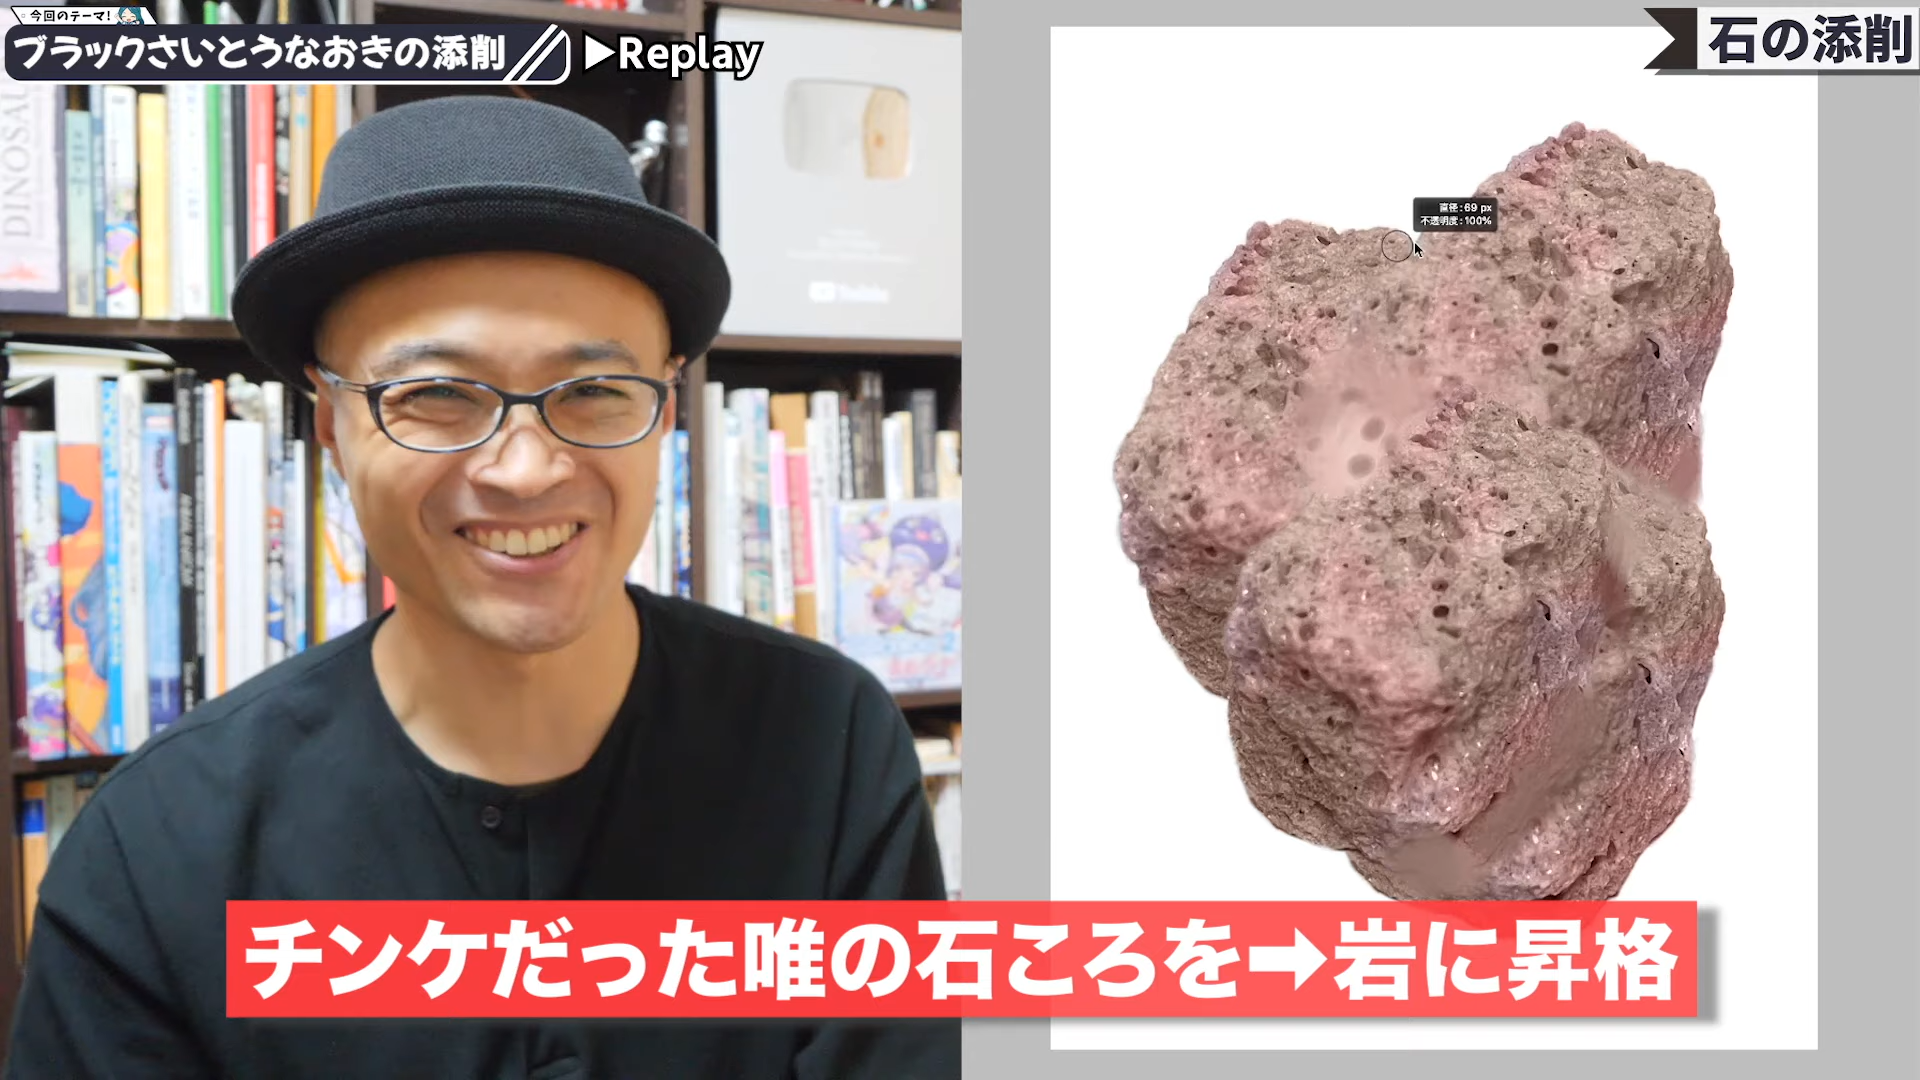 今回のテーマ!
ブラックさいとうなおきの添削
▶Replay
石の添削
DINOSAU
YouTube
直径:69 px
不透明度:100%
チンケだった唯の石ころを➡岩に昇格